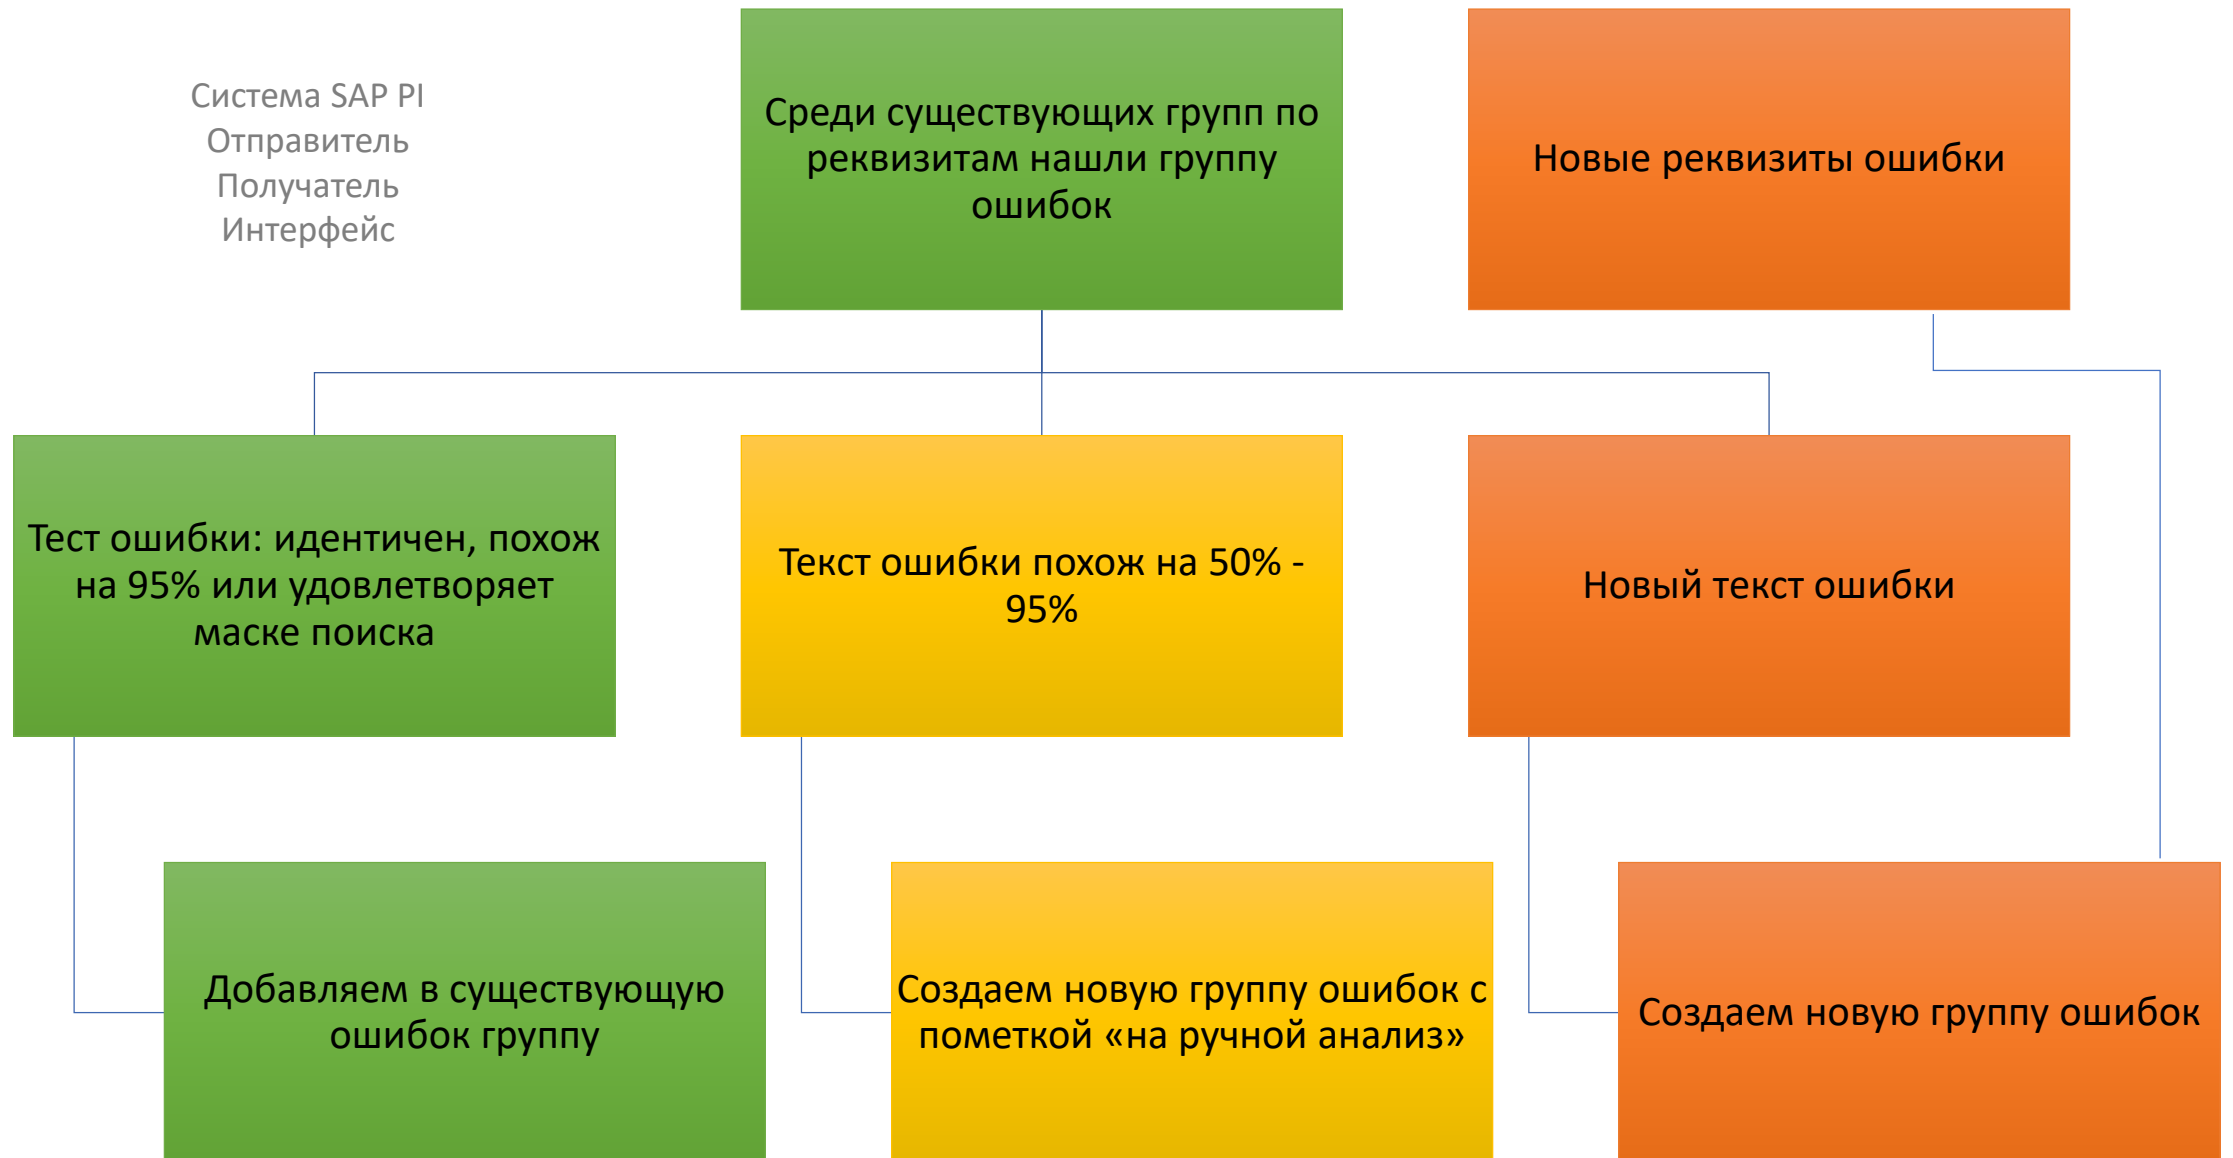 Система SAP PI
Отправитель
Получатель
Интерфейс
Среди существующих групп по
реквизитам нашли группу
ошибок
Новые реквизиты ошибки
Тест ошибки: идентичен, похож
на 95% или удовлетворяет
маске поиска
Текст ошибки похож на 50% -
95%
Новый текст ошибки
Добавляем в существующую
ошибок группу
Создаем новую группу ошибок с
пометкой «на ручной анализ»
Создаем новую группу ошибок